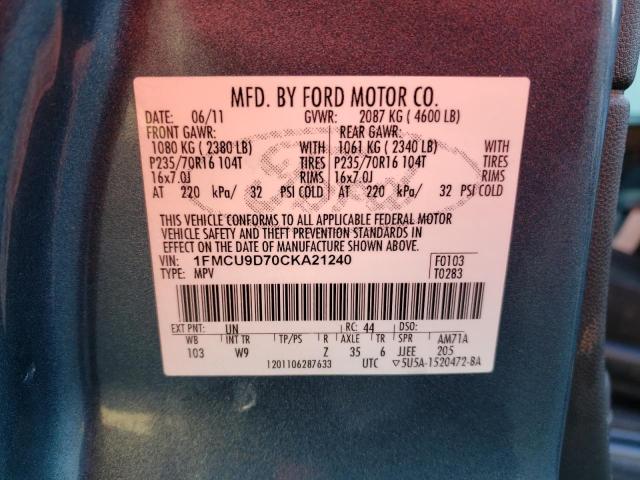 MFD. BY FORD MOTOR CO.
DATE: 06/11 GVWR: 2087 KG ( 4600 LB)
FRONT GAWR: REAR GAWR:
1080 KG ( 2380 LB) WITH 1061 KG ( 2340 LB) WITH
P235/70R16 104T TIRES P235/70R16 104T TIRES
16x7.0J RIMS 16x7.0J RIMS
AT 220 kPa/ 32 PSI COLD AT 220 kPa/ 32 PSI COLD
THIS VEHICLE CONFORMS TO ALL APPLICABLE FEDERAL MOTOR
VEHICLE SAFETY AND THEFT PREVENTION STANDARDS IN
EFFECT ON THE DATE OF MANUFACTURE SHOWN ABOVE.
VIN: 1FMCU9D70CKA21240 F0103
TYPE: MPV T0283
EXT PNT: UN RC: 44 DSO:
WB TP/PS R AXLE TR SPR AM71A
103 W9 Z 35 6 JJEE 205
1201106287633 UTC ▽5U5A-1520472-BA
Ford